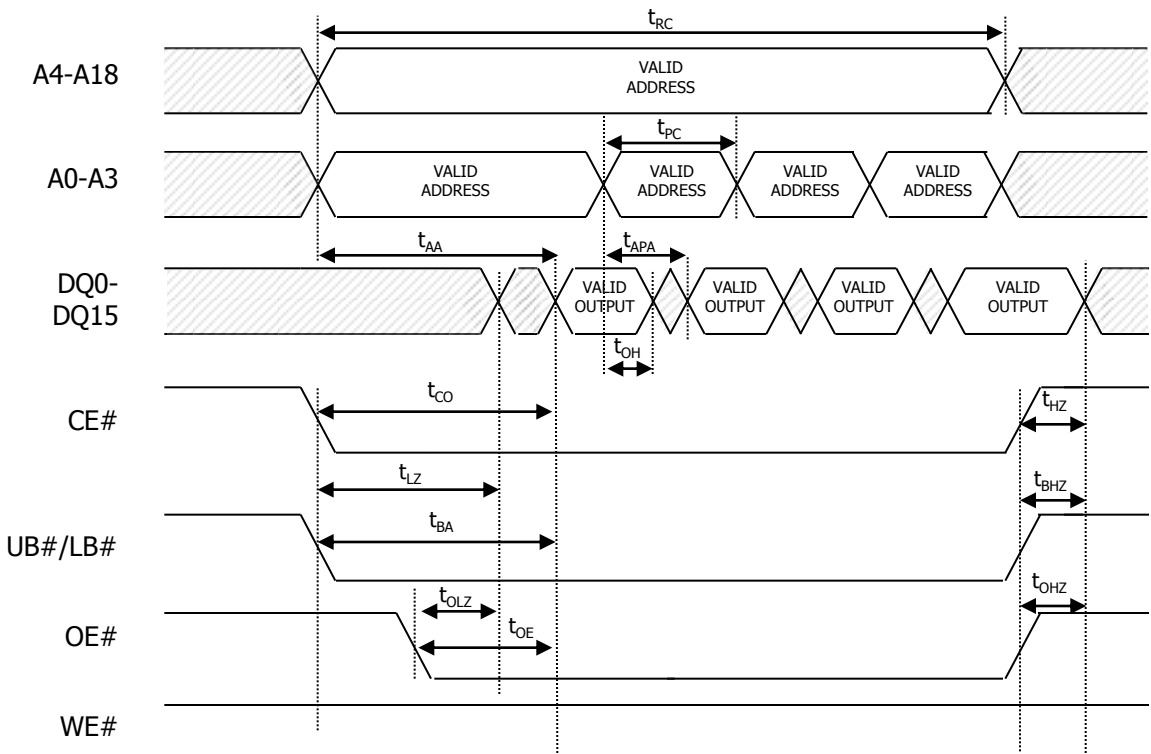 tRC
A4-A18
VALID
ADDRESS
tPC
A0-A3
VALID
ADDRESS
VALID
ADDRESS
VALID
ADDRESS
VALID
ADDRESS
tAA
tAPA
DQ0-
DQ15
VALID
OUTPUT
VALID
OUTPUT
VALID
OUTPUT
VALID
OUTPUT
tOH
CE#
tCO
tHZ
tLZ
tBHZ
UB#/LB#
tBA
tOLZ
tOHZ
OE#
tOE
WE#